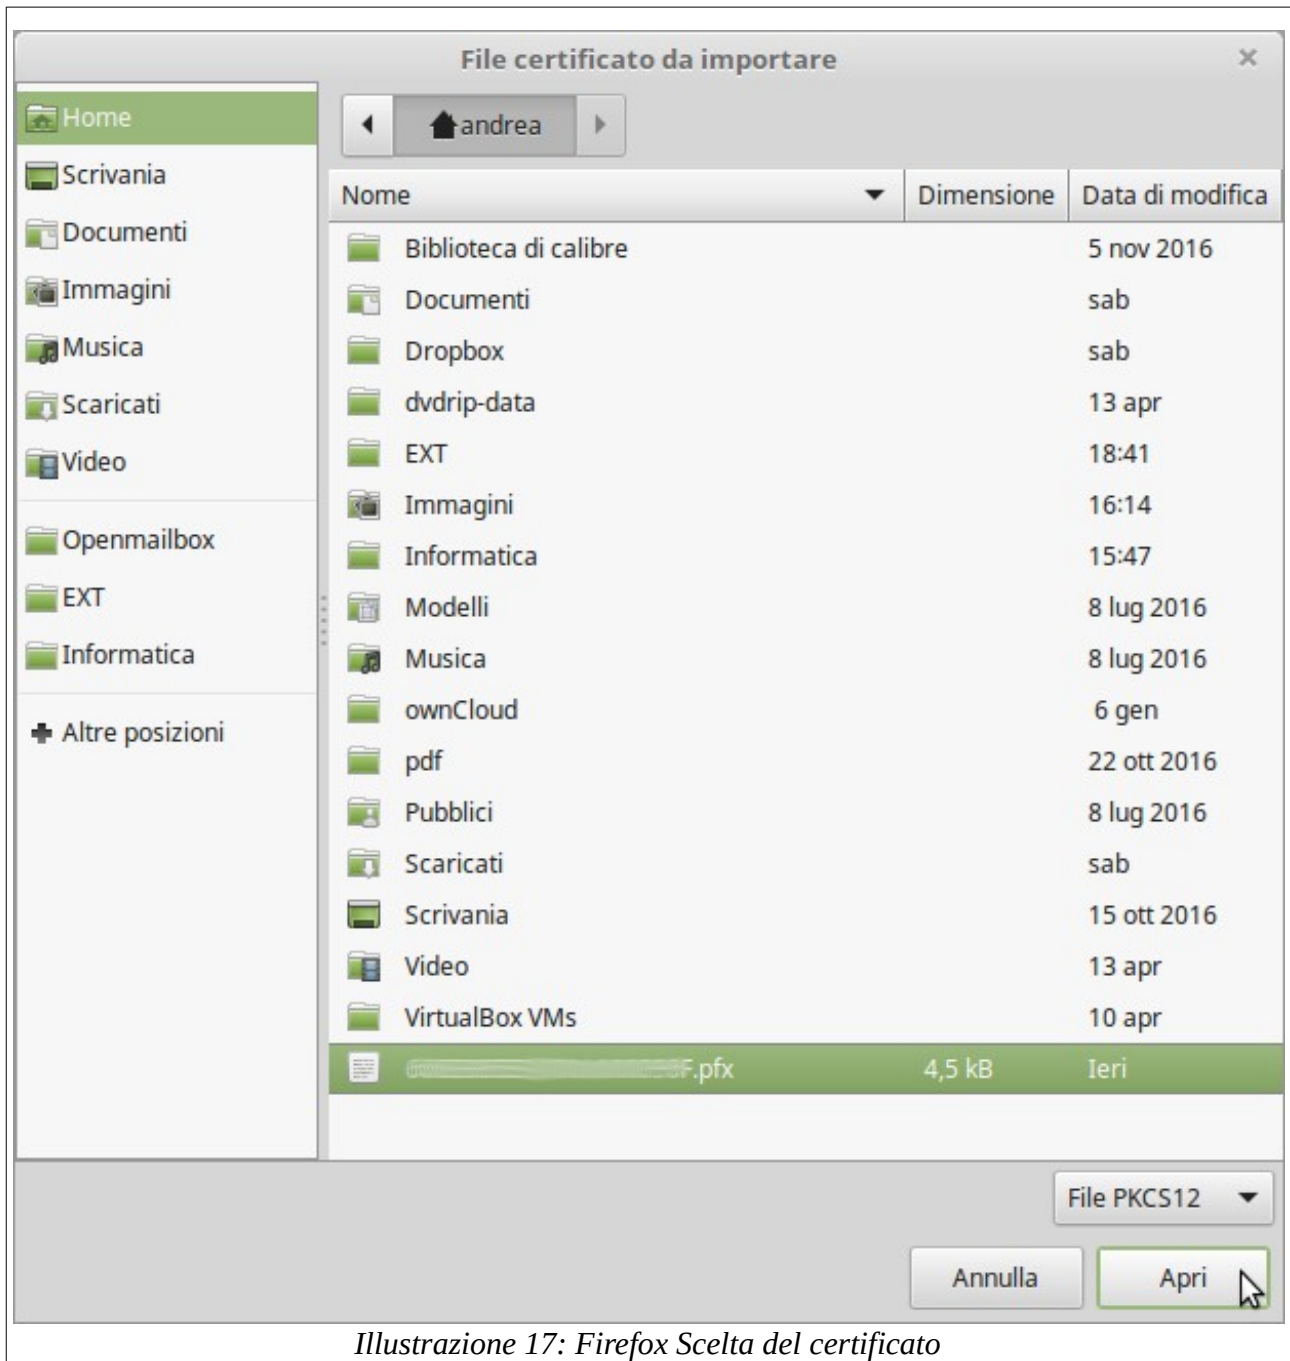 File certificato da importare
Home
Scrivania
Documenti
Immagini
Musica
Scaricati
Video
Openmailbox
EXT
Informatica
Altre posizioni
andrea
Nome Dimensione Data di modifica
Biblioteca di calibre 5 nov 2016
Documenti sab
Dropbox sab
dvdrip-data 13 apr
EXT 18:41
Immagini 16:14
Informatica 15:47
Modelli 8 lug 2016
Musica 8 lug 2016
ownCloud 6 gen
pdf 22 ott 2016
Pubblici 8 lug 2016
Scaricati sab
Scrivania 15 ott 2016
Video 13 apr
VirtualBox VMs 10 apr
F.pfx 4,5 kB Ieri
File PKCS12
Annulla Apri
Illustrazione 17: Firefox Scelta del certificato